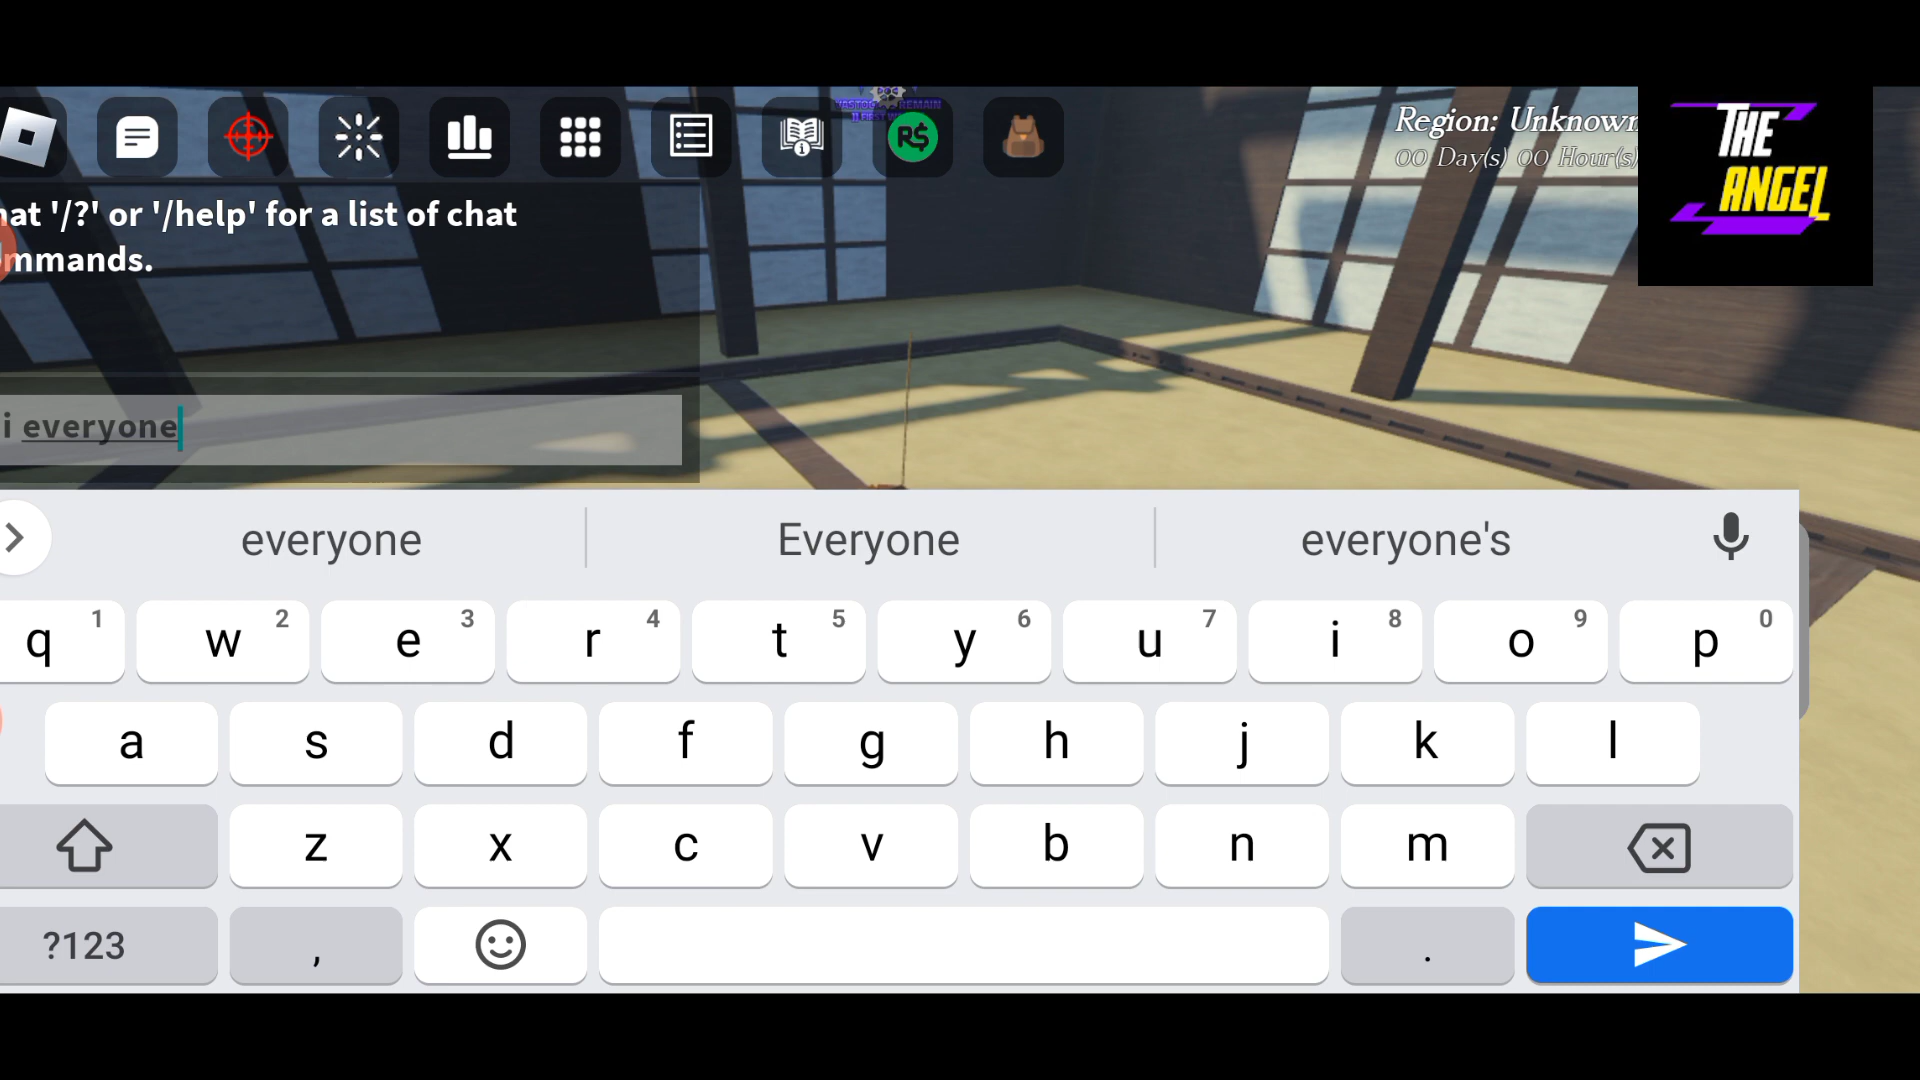 Region: Unknown
00 Day(s) 00 Hour(s)
THE
ANGEL
R$
hat '/?' or '/help' for a list of chat
mmands.
i everyone
everyone Everyone everyone's
q 1 w 2 e 3 r 4 t 5 y 6 u 7 i 8 o 9 p 0
a s d f g h j k l
z x c v b n m
?123 , .